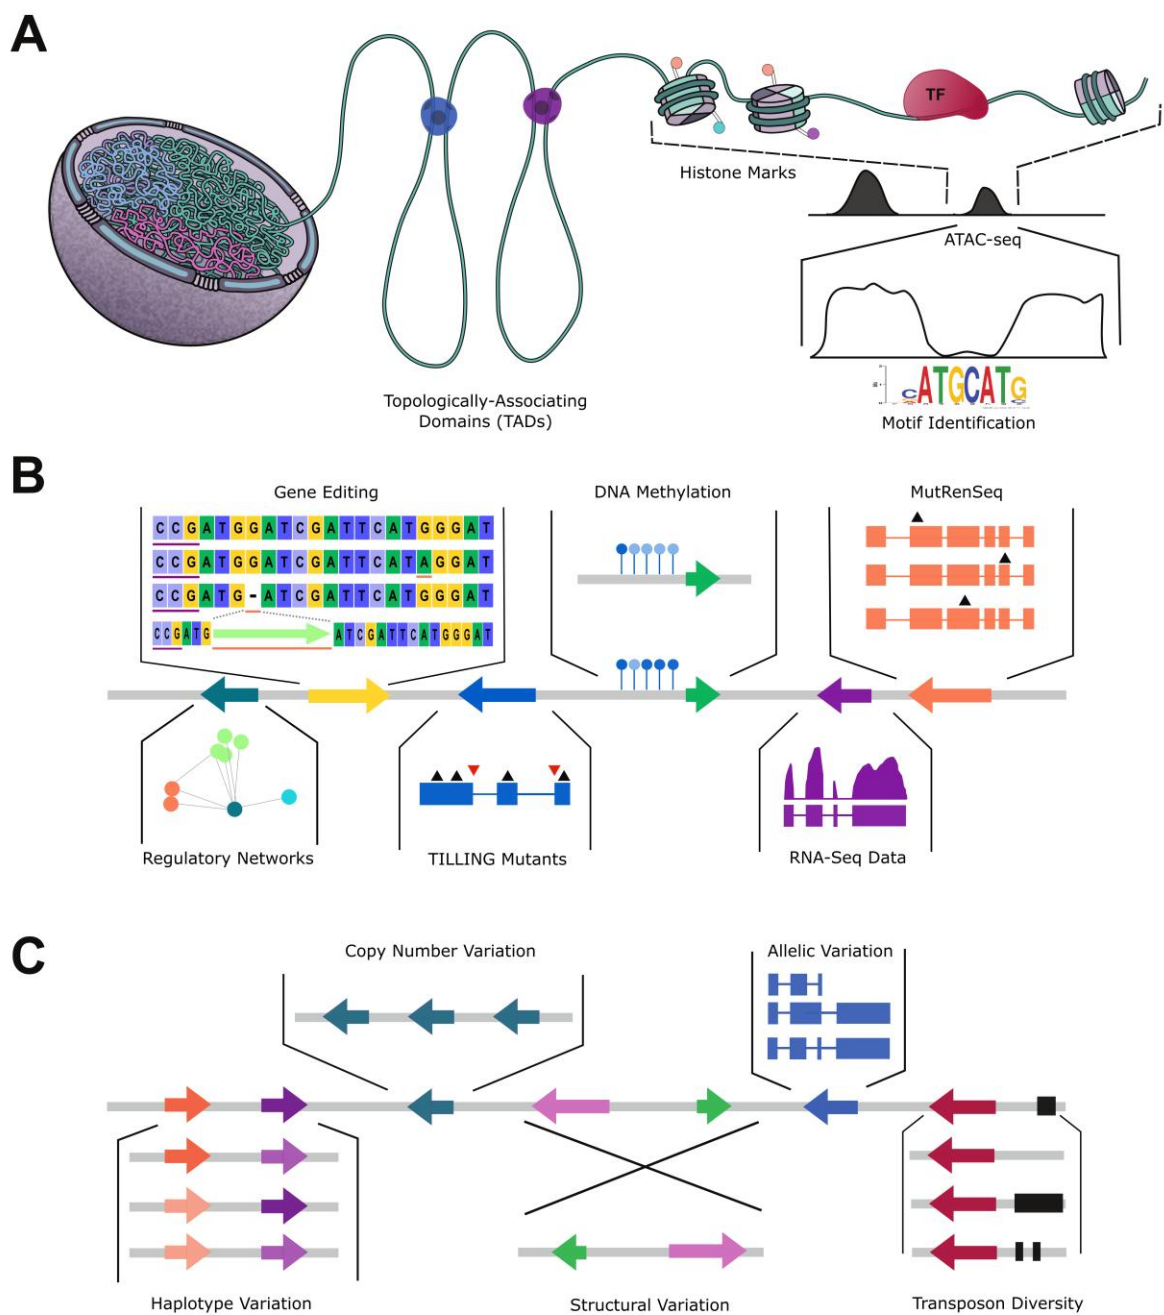 A
TF
Histone Marks
ATAC-seq
Topologically-Associating
Domains (TADs)
CATGCATG
Motif Identification
B
Gene Editing
DNA Methylation
MutRenSeq
CCGATGGATCGATTCATGGGAT
CCGATGGATCGATTCATAGGAT
CCGATG-ATCGATTCATGGGAT
CCGATG ATCGATTCATGGGAT
Regulatory Networks
TILLING Mutants
RNA-Seq Data
C
Copy Number Variation
Allelic Variation
Haplotype Variation
Structural Variation
Transposon Diversity